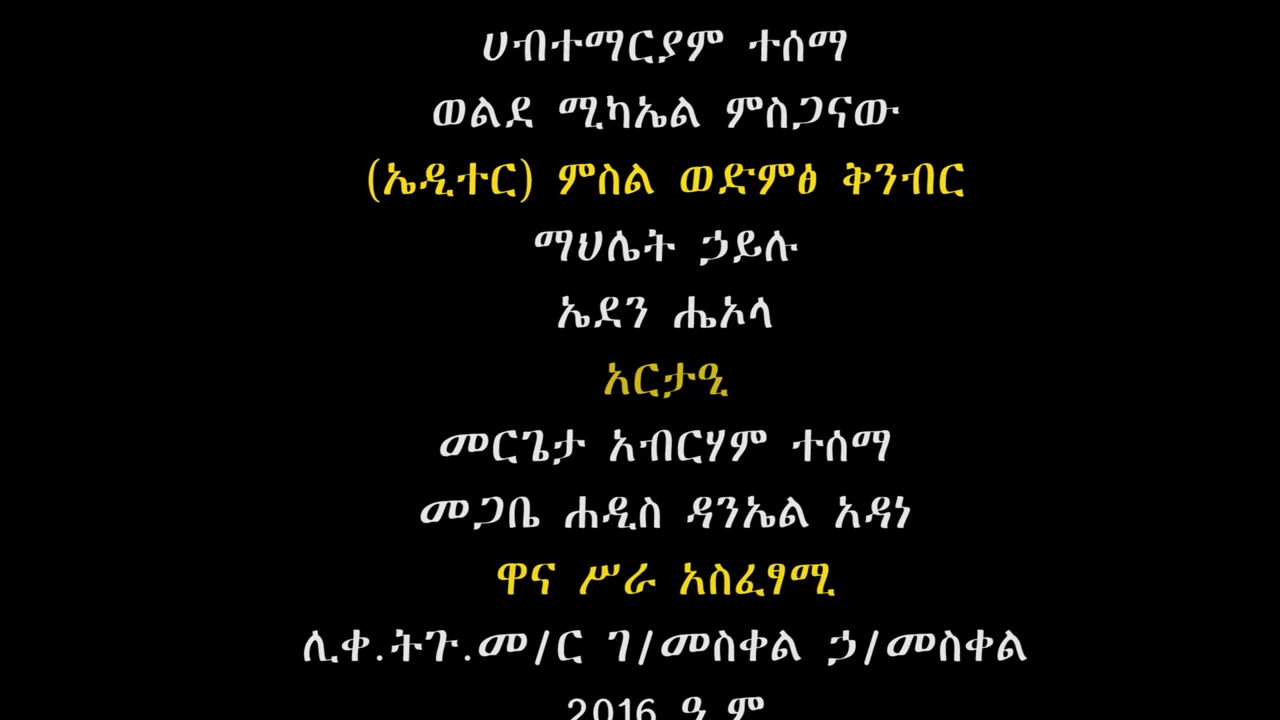 ሀብተማርያም ተሰማ
ወልደ ሚካኤል ምስጋናው
(ኤዲተር) ምስል ወድምፅ ቅንብር
ማህሌት ኃይሉ
ኤደን ሔኦላ
አርታዒ
መርጌታ አብርሃም ተሰማ
መጋቤ ሐዲስ ዳንኤል አዳነ
ዋና ሥራ አስፈፃሚ
ሊቀ.ትጉ.መ/ር ገ/መስቀል ኃ/መስቀል
2016 ዓ ም